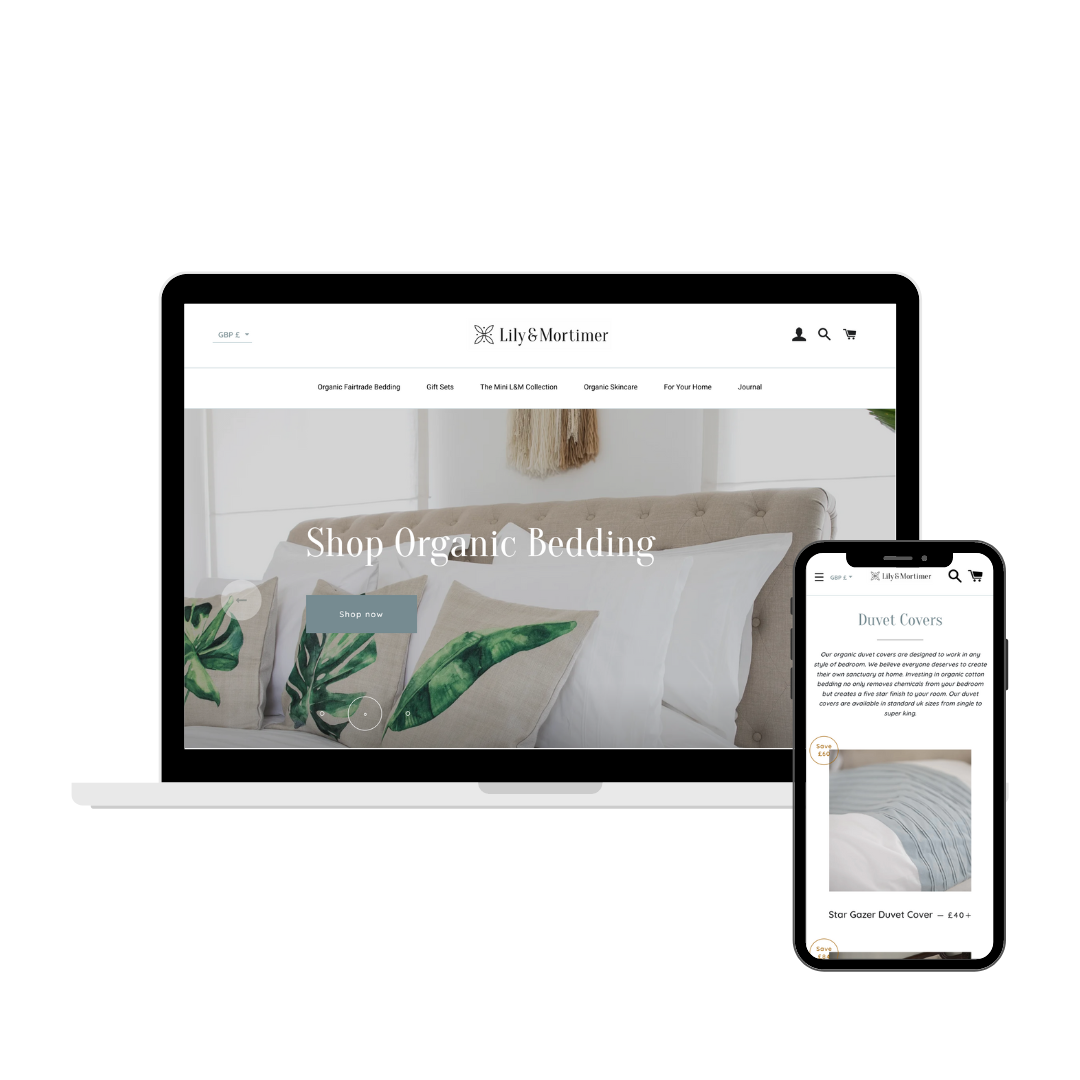 GBP £
Lily & Mortimer
Organic Fairtrade Bedding Gift Sets The Mini L&M Collection Organic Skincare For Your Home Journal
Shop Organic Bedding
Shop now
GBP £
Lily & Mortimer
Duvet Covers
Our organic duvet covers are designed to work in any
style of bedroom. We believe everyone deserves to create
their own sanctuary at home. Investing in organic cotton
bedding no only removes chemicals from your bedroom
but creates a five star finish to your room. Our duvet
covers are available in standard uk sizes from single to
super king.
Save
£60
Star Gazer Duvet Cover — £40+
Save